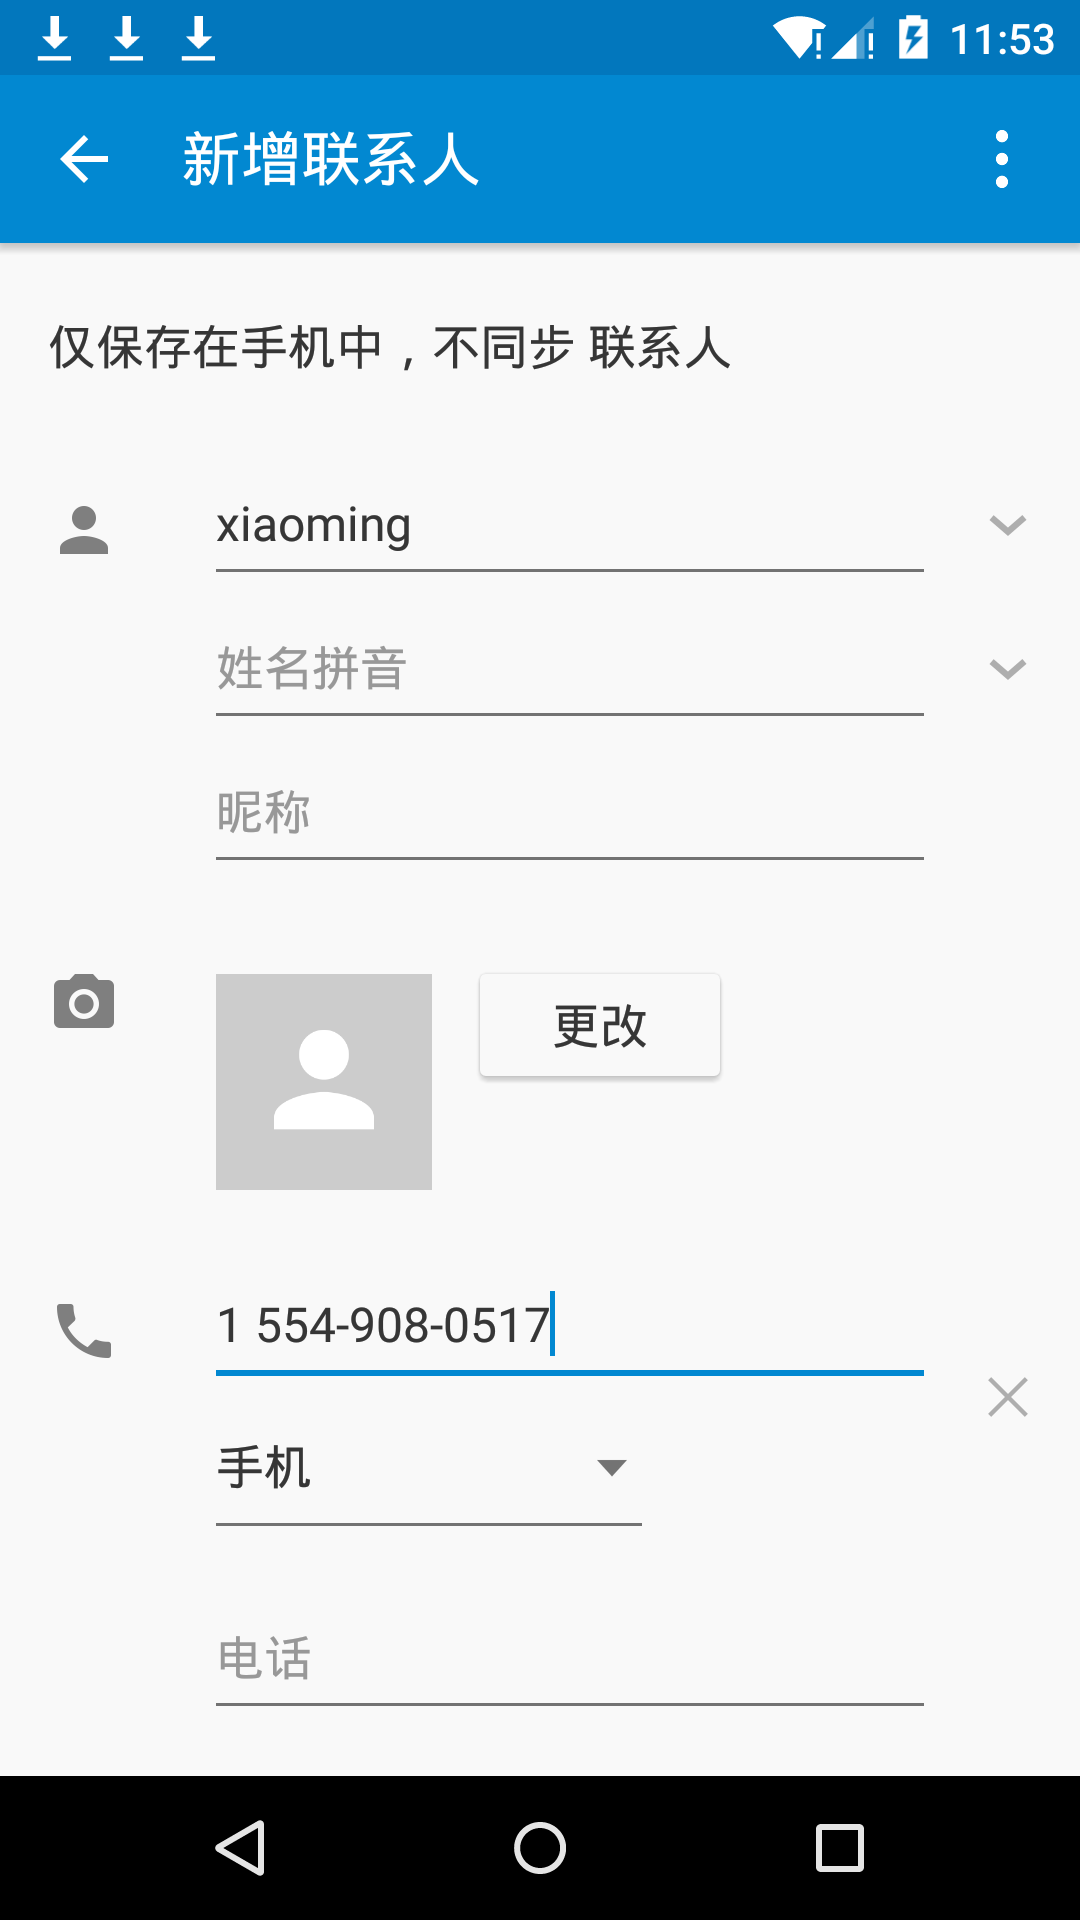 11:53
新增联系人
仅保存在手机中，不同步 联系人
xiaoming
姓名拼音
昵称
更改
1 554-908-0517
手机
电话